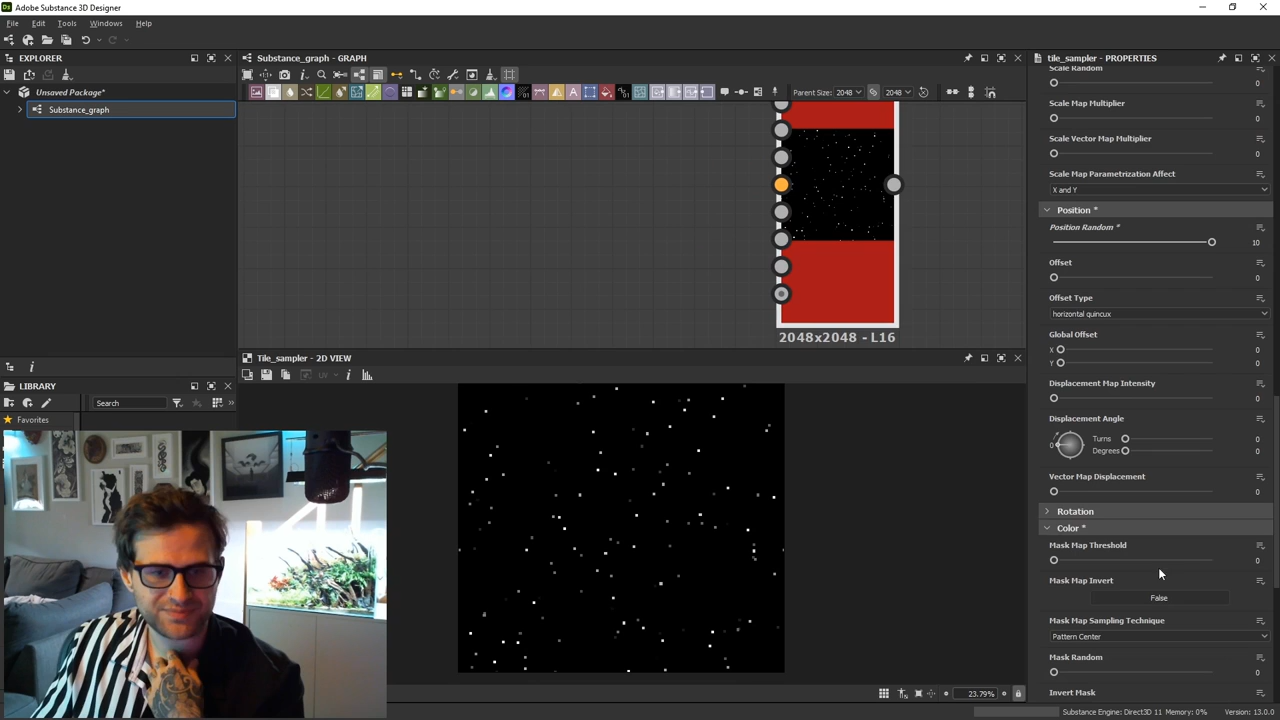 Adobe Substance 3D Designer
File Edit Tools Windows Help
EXPLORER
Unsaved Package*
Substance_graph
Substance_graph - GRAPH
Parent Size: 2048 2048
2048x2048 - L16
Tile_sampler - 2D VIEW
UV
23.79%
LIBRARY
Search
Favorites
tile_sampler - PROPERTIES
Scale Random
0
Scale Map Multiplier
0
Scale Vector Map Multiplier
0
Scale Map Parametrization Affect
X and Y
Position *
Position Random *
10
Offset
0
Offset Type
horizontal quincux
Global Offset
X 0
Y 0
Displacement Map Intensity
0
Displacement Angle
0 Turns 0
Degrees 0
Vector Map Displacement
0
Rotation
Color *
Mask Map Threshold
0
Mask Map Invert
False
Mask Map Sampling Technique
Pattern Center
Mask Random
0
Invert Mask
Substance Engine: Direct3D 11 Memory: 0% Version: 13.0.0